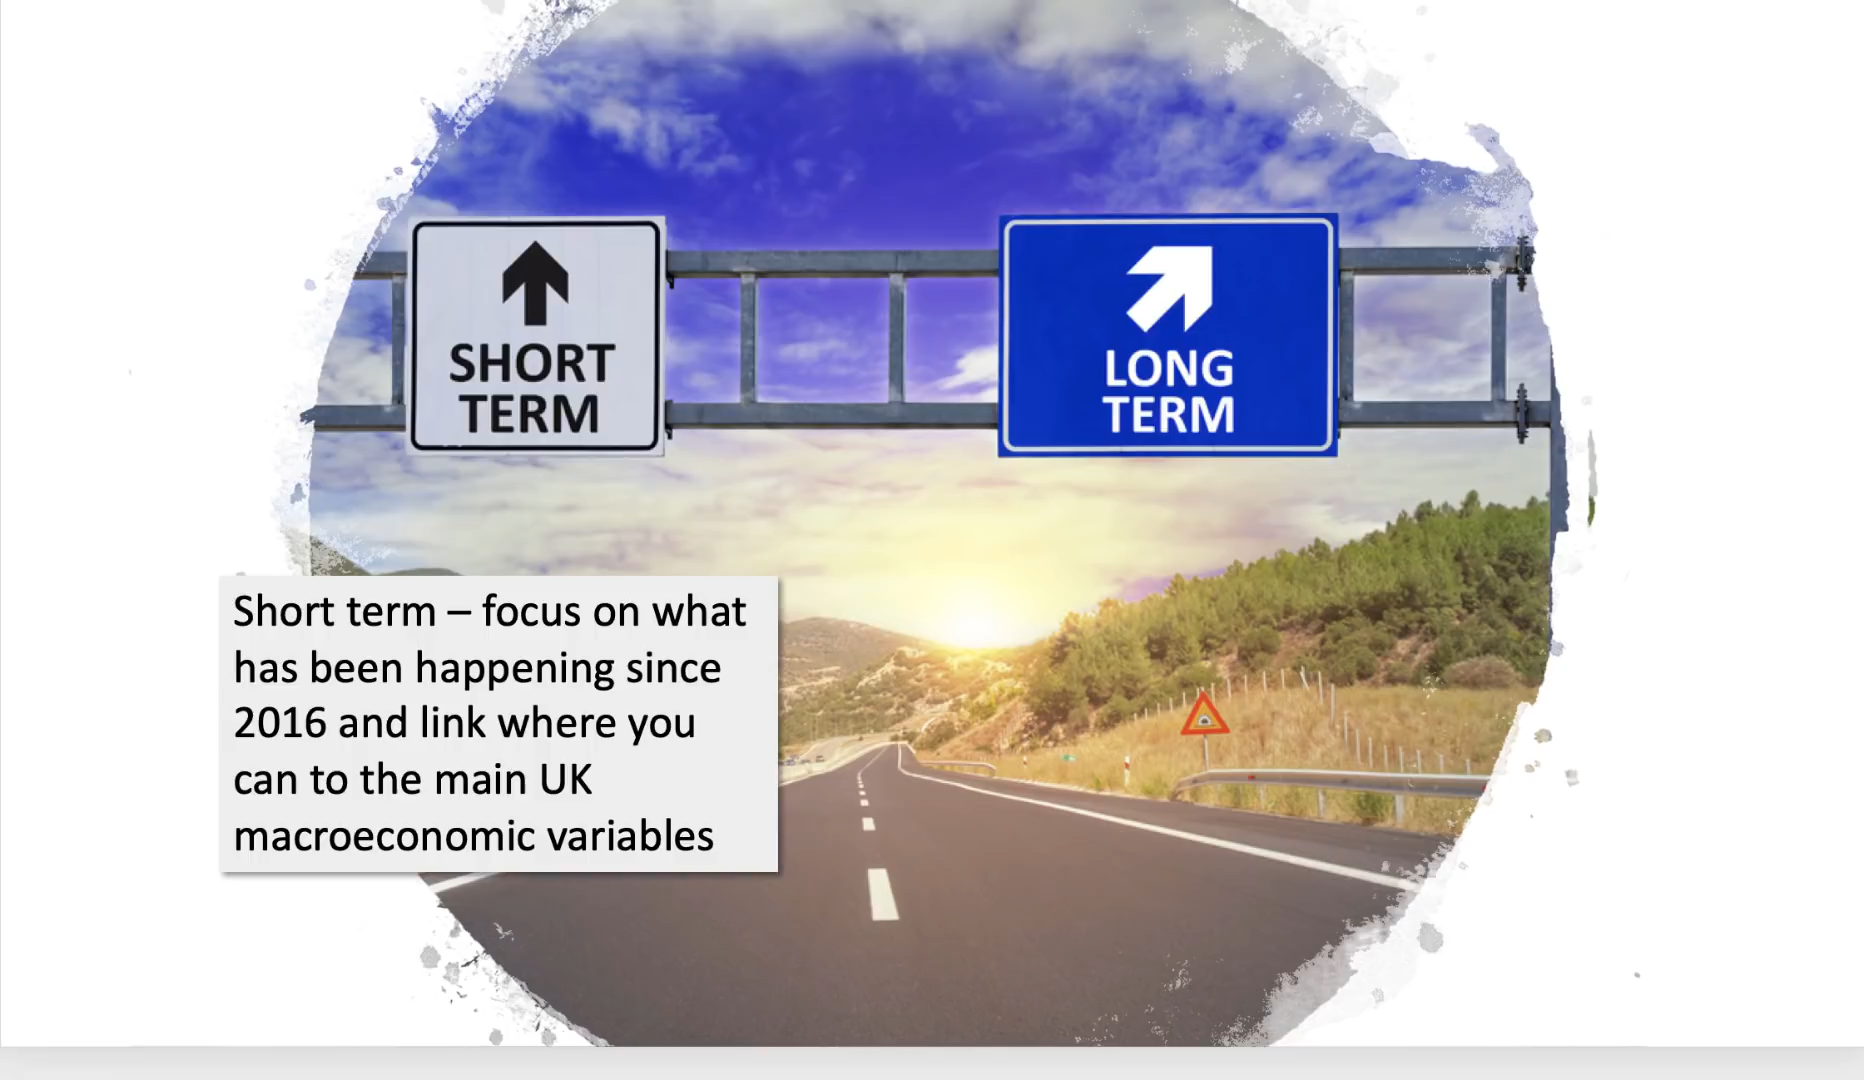 SHORT
TERM
LONG
TERM
Short term – focus on what
has been happening since
2016 and link where you
can to the main UK
macroeconomic variables